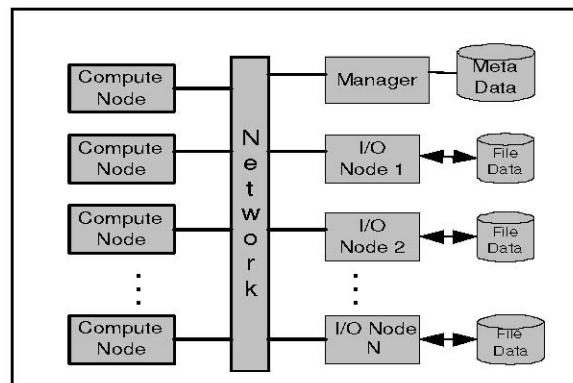 Compute
Node
Compute
Node
Compute
Node
Compute
Node
Network
Manager
Meta
Data
I/O
Node 1
File
Data
I/O
Node 2
File
Data
I/O Node
N
File
Data